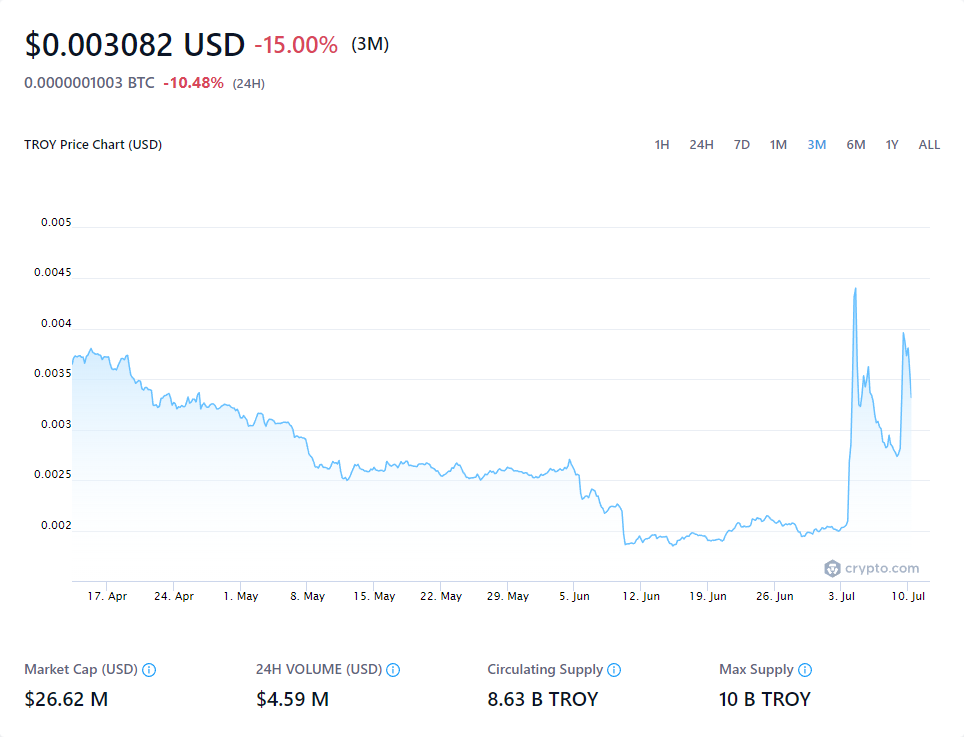 $0.003082 USD -15.00% (3M)
0.0000001003 BTC -10.48% (24H)
TROY Price Chart (USD) 1H 24H 7D 1M 3M 6M 1Y ALL
0.005
0.0045
0.004
0.0035
0.003
0.0025
0.002
crypto.com
17. Apr 24. Apr 1. May 8. May 15. May 22. May 29. May 5. Jun 12. Jun 19. Jun 26. Jun 3. Jul 10. Jul
Market Cap (USD) 24H VOLUME (USD) Circulating Supply Max Supply
$26.62 M $4.59 M 8.63 B TROY 10 B TROY